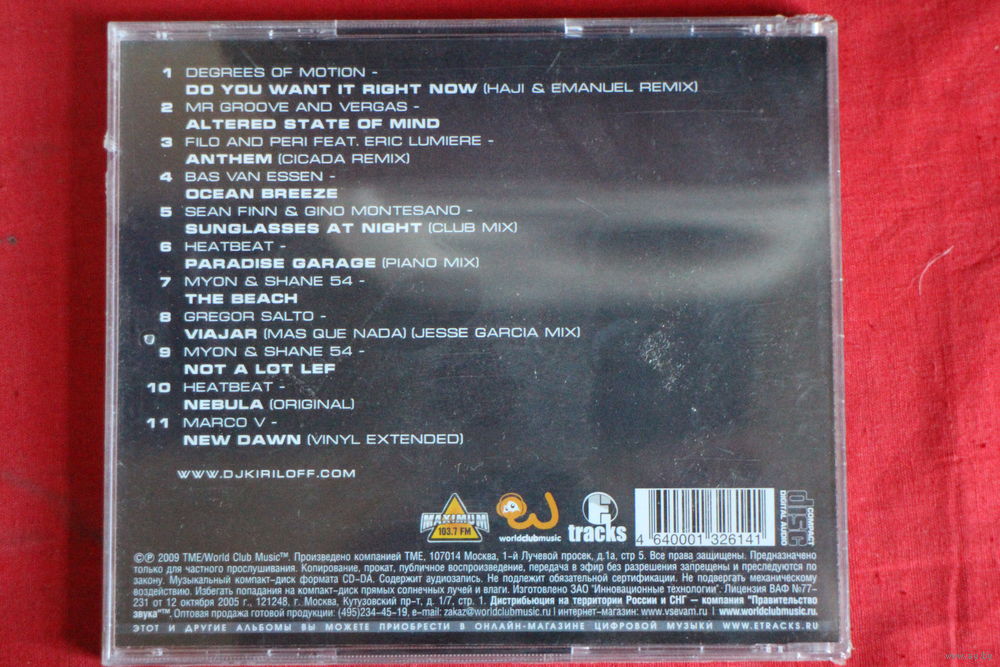 1 DEGREES OF MOTION -
DO YOU WANT IT RIGHT NOW (HAJI & EMANUEL REMIX)
2 MR GROOVE AND VERGAS -
ALTERED STATE OF MIND
3 FILO AND PERI FEAT. ERIC LUMIERE -
ANTHEM (CICADA REMIX)
4 BAS VAN ESSEN -
OCEAN BREEZE
5 SEAN FINN & GINO MONTESANO -
SUNGLASSES AT NIGHT (CLUB MIX)
6 HEATBEAT -
PARADISE GARAGE (PIANO MIX)
7 MYON & SHANE 54 -
THE BEACH
8 GREGOR SALTO -
VIAJAR (MAS QUE NADA) (JESSE GARCIA MIX)
9 MYON & SHANE 54 -
NOT A LOT LEF
10 HEATBEAT -
NEBULA (ORIGINAL)
11 MARCO V -
NEW DAWN (VINYL EXTENDED)
WWW.DJKIRILOFF.COM
MAXIMUM
103.7 FM
worldclubmusic
tracks
4 640001 326141
COMPACT
disc
DIGITAL AUDIO
©℗ 2009 TME/World Club Music™. Произведено компанией TME, 107014 Москва, 1-й Лучевой просек, д.1а, стр 5. Все права защищены. Предназначено
только для частного прослушивания. Копирование, прокат, публичное воспроизведение, передача в эфир без разрешения запрещены и преследуются по
закону. Музыкальный компакт-диск формата CD-DA. Содержит аудиозапись. Не подлежит обязательной сертификации. Не подвергать механическому
воздействию. Избегать попадания на компакт-диск прямых солнечных лучей и влаги. Изготовлено ЗАО "Инновационные технологии". Лицензия ВАФ №77-
231 от 12 октября 2005 г., 121248, г. Москва, Кутузовский пр-т, д. 1/7, стр. 1. Дистрибьюция на территории России и СНГ – компания "Правительство
звука"™. Оптовая продажа готовой продукции: (495)234-45-19, e-mail: zakaz@worldclubmusic.ru | интернет-магазин: www.vsevam.ru | www.worldclubmusic.ru.
ЭТОТ И ДРУГИЕ АЛЬБОМЫ ВЫ МОЖЕТЕ ПРИОБРЕСТИ В ОНЛАЙН-МАГАЗИНЕ ЦИФРОВОЙ МУЗЫКИ WWW.ETRACKS.RU